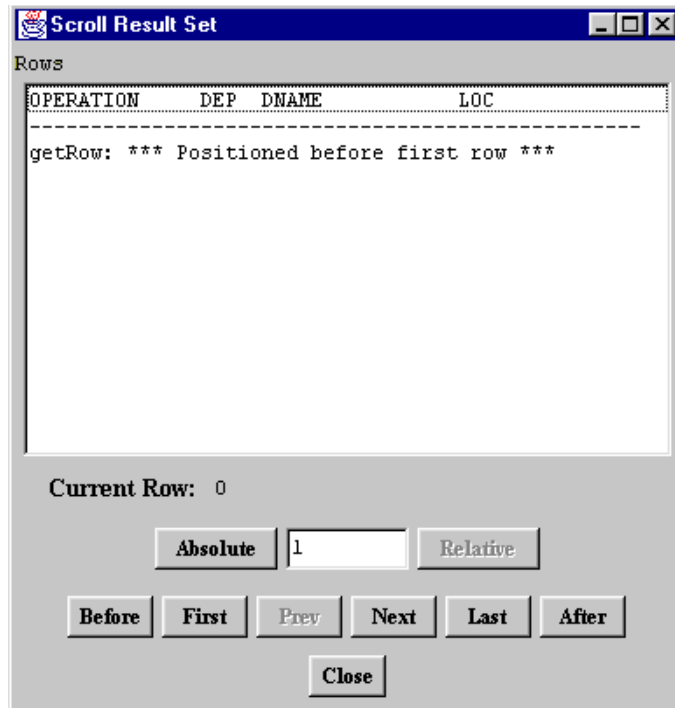 Scroll Result Set
Rows
OPERATION DEP DNAME LOC
--------------------------------------------------
getRow: *** Positioned before first row ***
Current Row: 0
Absolute 1 Relative
Before First Prev Next Last After
Close